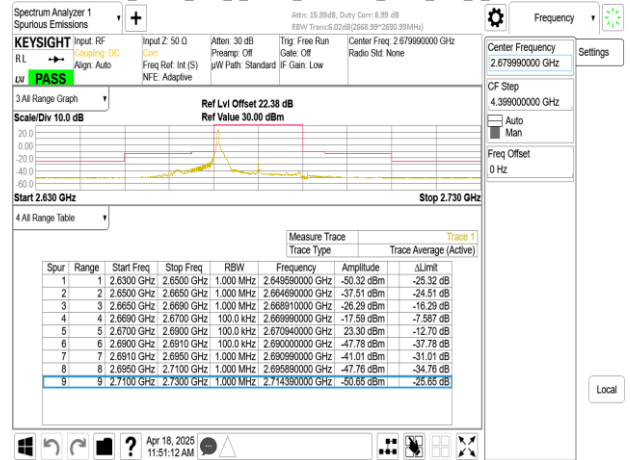 Spectrum Analyzer 1
Spurious Emissions
Atten: 15.39dB, Duty Corr: 6.99 dB
RBW Trans:6.02dB(2668.99~2690.99MHz)
Frequency
KEYSIGHT
RL
PASS
Input: RF
Coupling: DC
Align: Auto
Input Z: 50 Ω
Corr
Freq Ref: Int (S)
NFE: Adaptive
Atten: 30 dB
Preamp: Off
µW Path: Standard
Trig: Free Run
Gate: Off
IF Gain: Low
Center Freq: 2.679990000 GHz
Radio Std: None
Center Frequency
2.679990000 GHz
Settings
CF Step
4.399000000 GHz
Auto
Man
Freq Offset
0 Hz
3 All Range Graph
Scale/Div 10.0 dB
Ref Lvl Offset 22.38 dB
Ref Value 30.00 dBm
20.0
0.00
-20.0
-40.0
-60.0
Start 2.630 GHz
Stop 2.730 GHz
4 All Range Table
Measure Trace Trace 1
Trace Type Trace Average (Active)
Spur Range Start Freq Stop Freq RBW Frequency Amplitude ΔLimit
1 1 2.6300 GHz 2.6500 GHz 1.000 MHz 2.649590000 GHz -50.32 dBm -25.32 dB
2 2 2.6500 GHz 2.6650 GHz 1.000 MHz 2.664690000 GHz -37.51 dBm -24.51 dB
3 3 2.6650 GHz 2.6690 GHz 1.000 MHz 2.668910000 GHz -26.29 dBm -16.29 dB
4 4 2.6690 GHz 2.6700 GHz 100.0 kHz 2.669990000 GHz -17.59 dBm -7.587 dB
5 5 2.6700 GHz 2.6900 GHz 100.0 kHz 2.670940000 GHz 23.30 dBm -12.70 dB
6 6 2.6900 GHz 2.6910 GHz 100.0 kHz 2.690000000 GHz -47.78 dBm -37.78 dB
7 7 2.6910 GHz 2.6950 GHz 1.000 MHz 2.690990000 GHz -41.01 dBm -31.01 dB
8 8 2.6950 GHz 2.7100 GHz 1.000 MHz 2.695890000 GHz -47.76 dBm -34.76 dB
9 9 2.7100 GHz 2.7300 GHz 1.000 MHz 2.714390000 GHz -50.65 dBm -25.65 dB
Local
Apr 18, 2025
11:51:12 AM